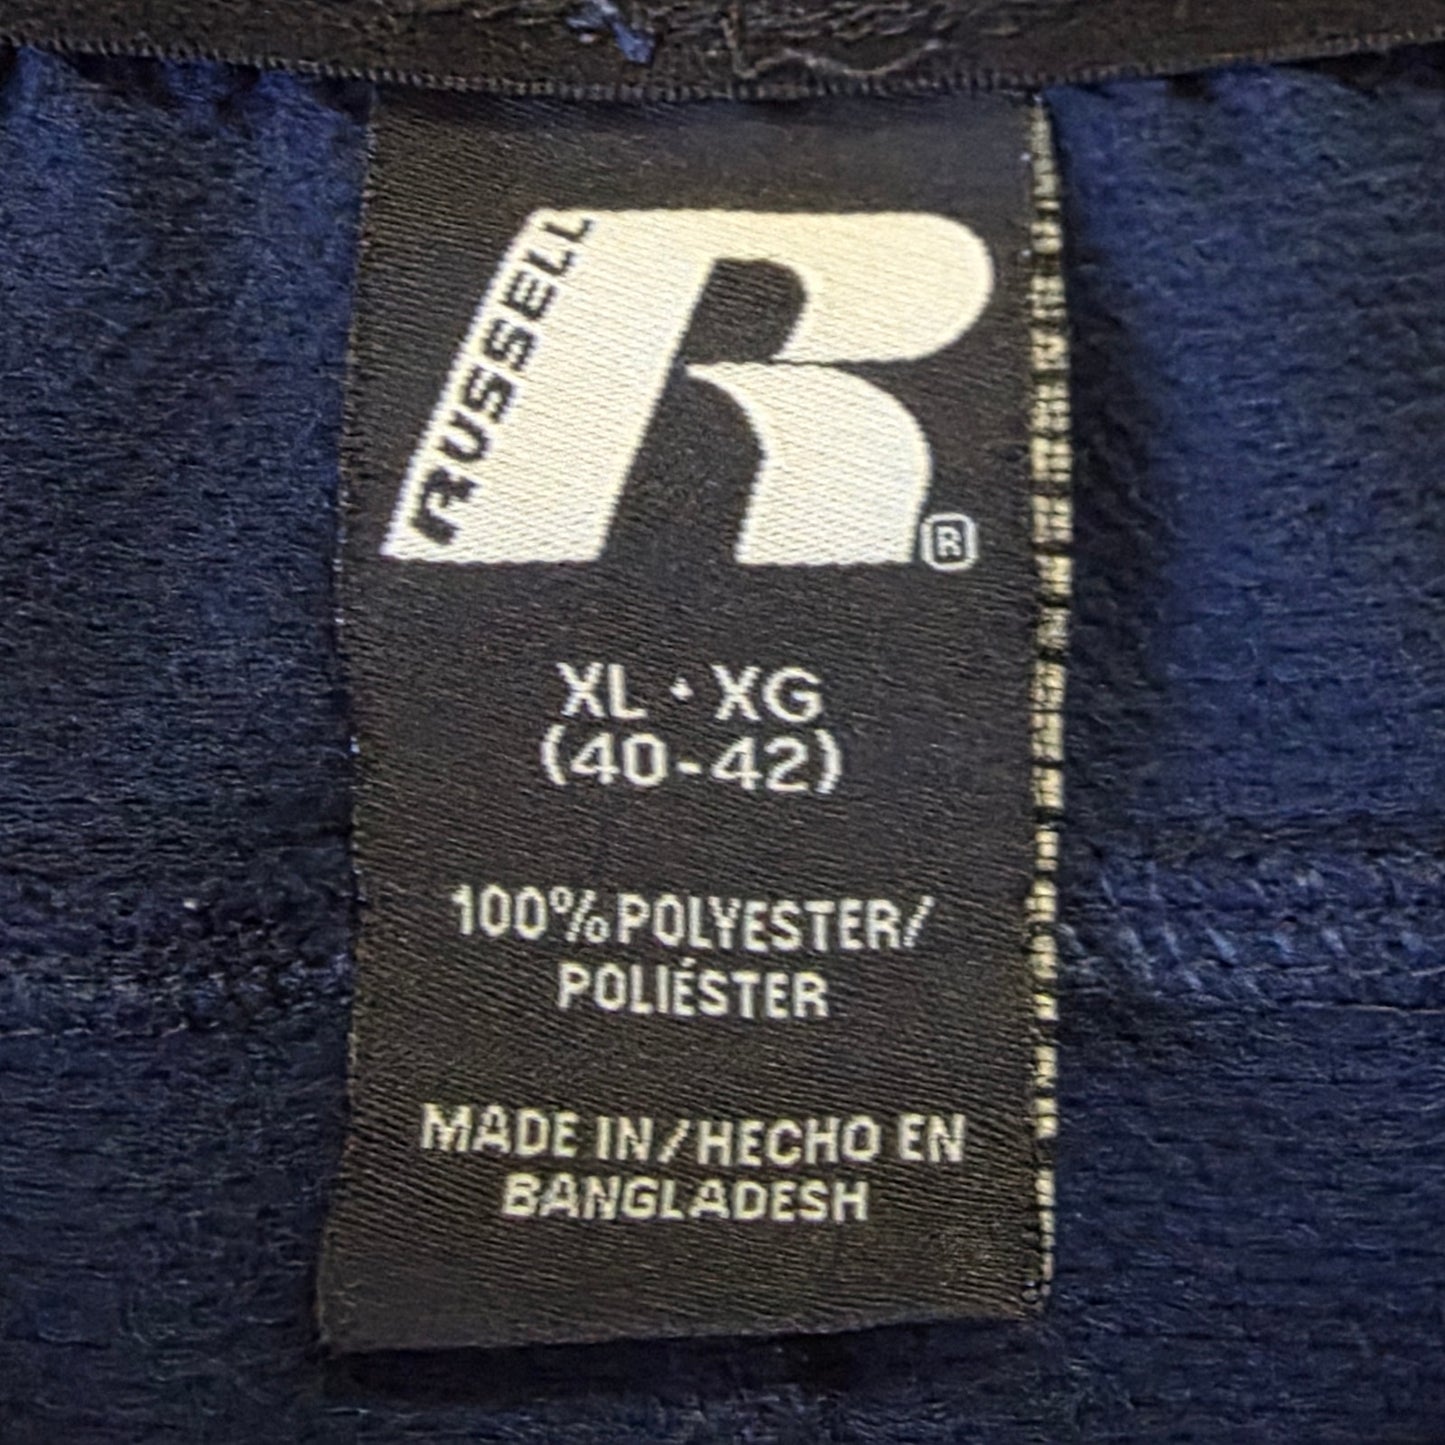 RUSSELL
R
®
XL · XG
(40-42)
100% POLYESTER/
POLIÉSTER
MADE IN/HECHO EN
BANGLADESH